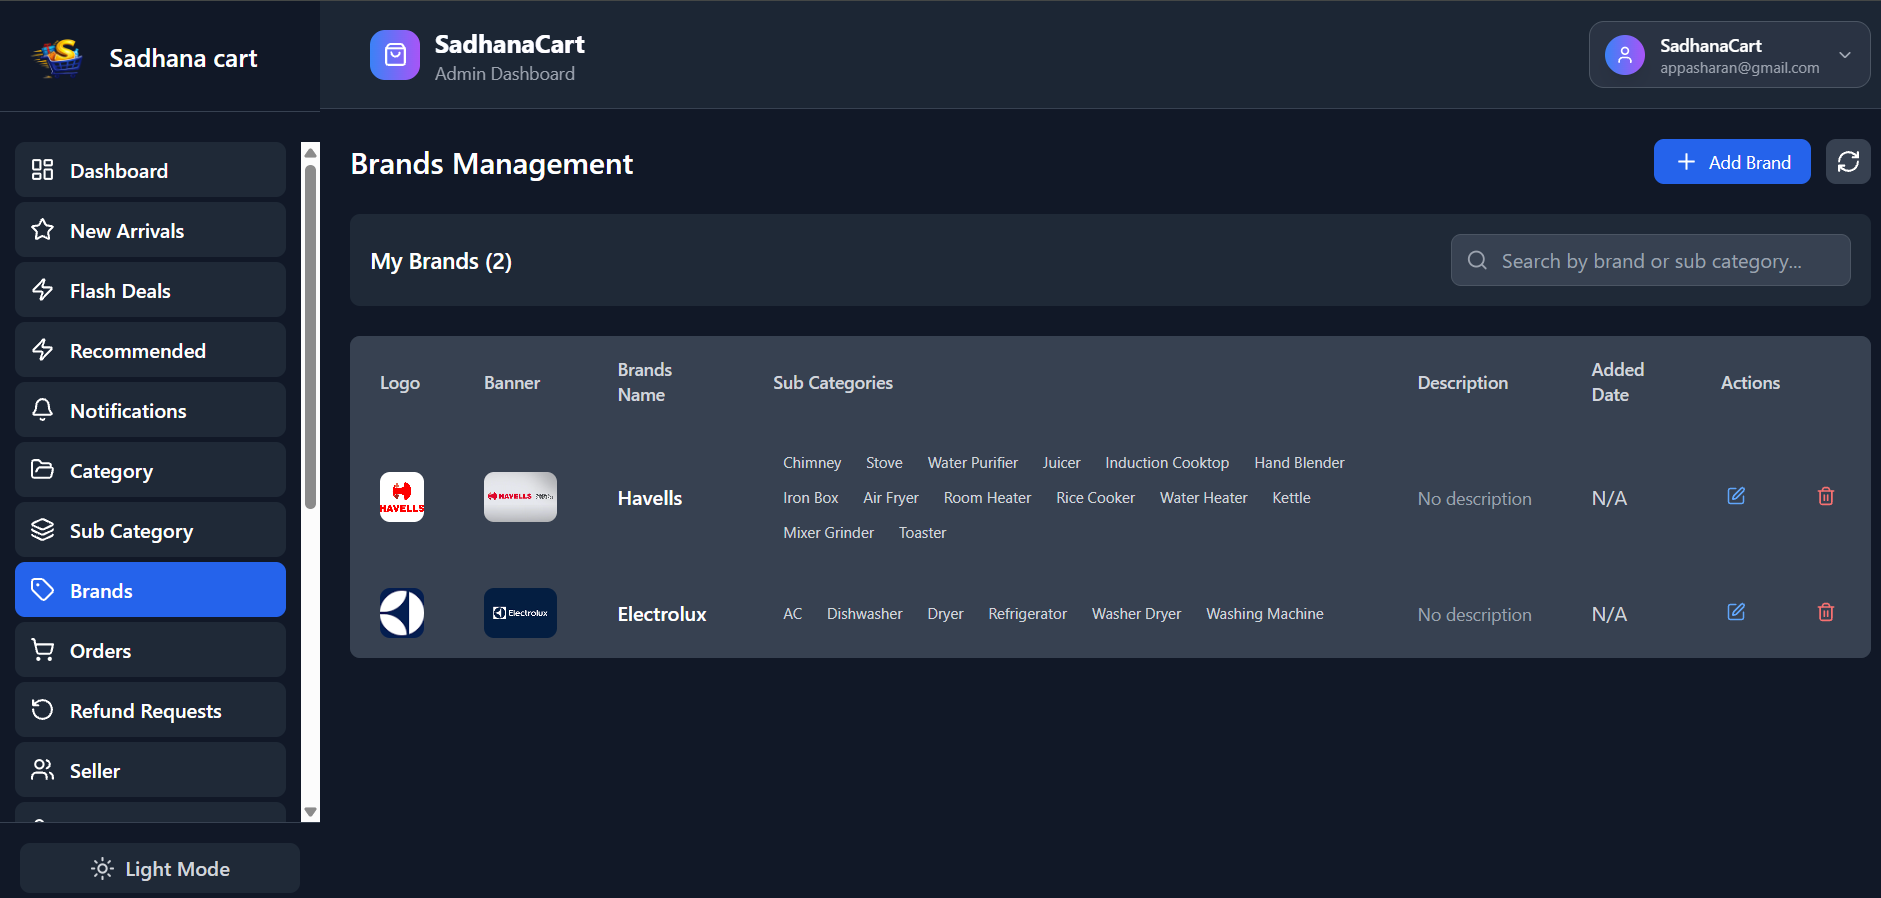 Sadhana cart
SadhanaCart
Admin Dashboard
SadhanaCart
appasharan@gmail.com
Dashboard
New Arrivals
Flash Deals
Recommended
Notifications
Category
Sub Category
Brands
Orders
Refund Requests
Seller
Light Mode
Brands Management
Add Brand
My Brands (2)
Search by brand or sub category...
Logo
Banner
Brands
Name
Sub Categories
Description
Added
Date
Actions
HAVELLS
HAVELLS
Havells
Chimney Stove Water Purifier Juicer Induction Cooktop Hand Blender
Iron Box Air Fryer Room Heater Rice Cooker Water Heater Kettle
Mixer Grinder Toaster
No description
N/A
Electrolux
Electrolux
AC Dishwasher Dryer Refrigerator Washer Dryer Washing Machine
No description
N/A